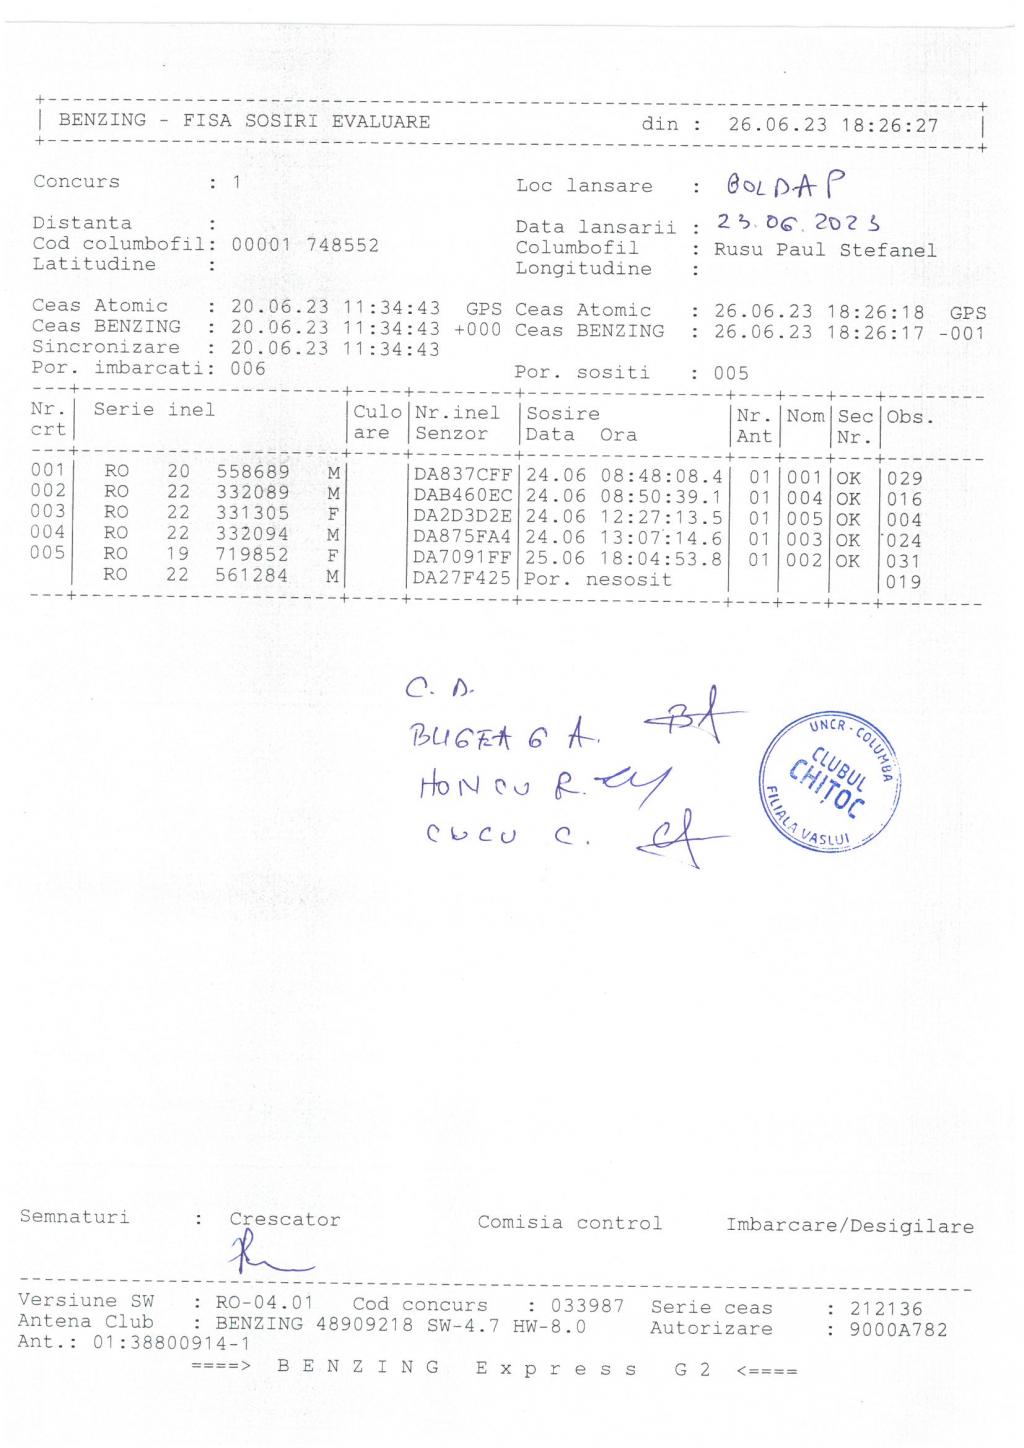 BENZING - FISA SOSIRI EVALUARE din : 26.06.23 18:26:27
Concurs : 1 Loc lansare : BOLDAP
Distanta : Data lansarii : 23.06.2023
Cod columbofil: 00001 748552 Columbofil : Rusu Paul Stefanel
Latitudine : Longitudine :
Ceas Atomic : 20.06.23 11:34:43 GPS Ceas Atomic : 26.06.23 18:26:18 GPS
Ceas BENZING : 20.06.23 11:34:43 +000 Ceas BENZING : 26.06.23 18:26:17 -001
Sincronizare : 20.06.23 11:34:43
Por. imbarcati: 006 Por. sositi : 005
Nr. Serie inel Culo Nr.inel Sosire Nr. Nom Sec Obs.
crt are Senzor Data Ora Ant Nr.
001 RO 20 558689 M DA837CFF 24.06 08:48:08.4 01 001 OK 029
002 RO 22 332089 M DAB460EC 24.06 08:50:39.1 01 004 OK 016
003 RO 22 331305 F DA2D3D2E 24.06 12:27:13.5 01 005 OK 004
004 RO 22 332094 M DA875FA4 24.06 13:07:14.6 01 003 OK 024
005 RO 19 719852 F DA7091FF 25.06 18:04:53.8 01 002 OK 031
RO 22 561284 M DA27F425 Por. nesosit 019
C. D.
BUGEAG A. BA
HONCU R.
CUCU C. CA
UNCR-COLUMBA
CLUBUL
CHIȚOC
FILIALA VASLUI
Semnaturi : Crescator Comisia control Imbarcare/Desigilare
Versiune SW : RO-04.01 Cod concurs : 033987 Serie ceas : 212136
Antena Club : BENZING 48909218 SW-4.7 HW-8.0 Autorizare : 9000A782
Ant.: 01:38800914-1
====> B E N Z I N G E x p r e s s G 2 <====